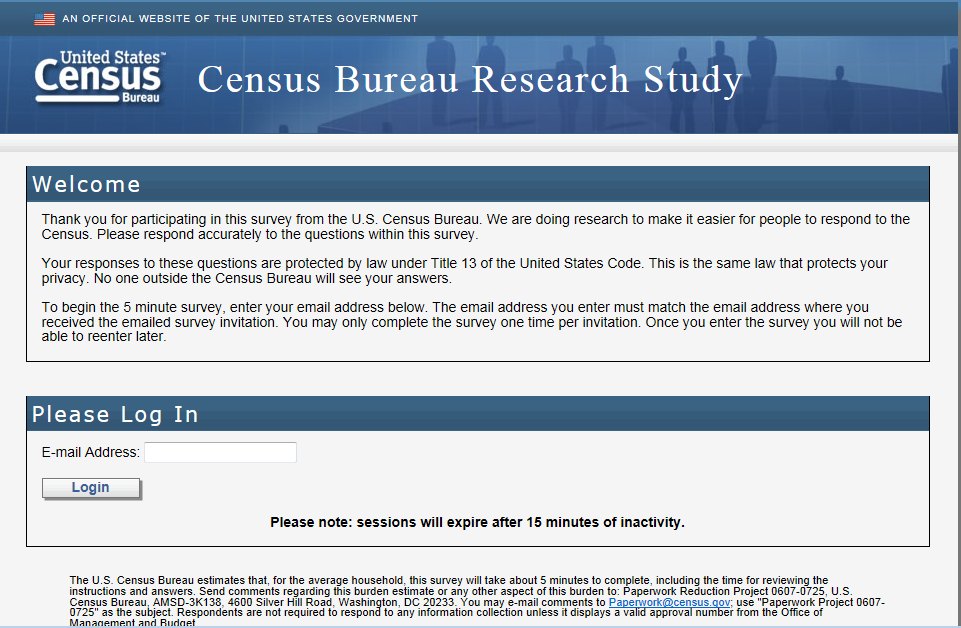 AN OFFICIAL WEBSITE OF THE UNITED STATES GOVERNMENT
United States™
Census
Bureau
Census Bureau Research Study
Welcome
Thank you for participating in this survey from the U.S. Census Bureau. We are doing research to make it easier for people to respond to the
Census. Please respond accurately to the questions within this survey.
Your responses to these questions are protected by law under Title 13 of the United States Code. This is the same law that protects your
privacy. No one outside the Census Bureau will see your answers.
To begin the 5 minute survey, enter your email address below. The email address you enter must match the email address where you
received the emailed survey invitation. You may only complete the survey one time per invitation. Once you enter the survey you will not be
able to reenter later.
Please Log In
E-mail Address:
Login
Please note: sessions will expire after 15 minutes of inactivity.
The U.S. Census Bureau estimates that, for the average household, this survey will take about 5 minutes to complete, including the time for reviewing the
instructions and answers. Send comments regarding this burden estimate or any other aspect of this burden to: Paperwork Reduction Project 0607-0725, U.S.
Census Bureau, AMSD-3K138, 4600 Silver Hill Road, Washington, DC 20233. You may e-mail comments to Paperwork@census.gov; use "Paperwork Project 0607-
0725" as the subject. Respondents are not required to respond to any information collection unless it displays a valid approval number from the Office of
Management and Budget